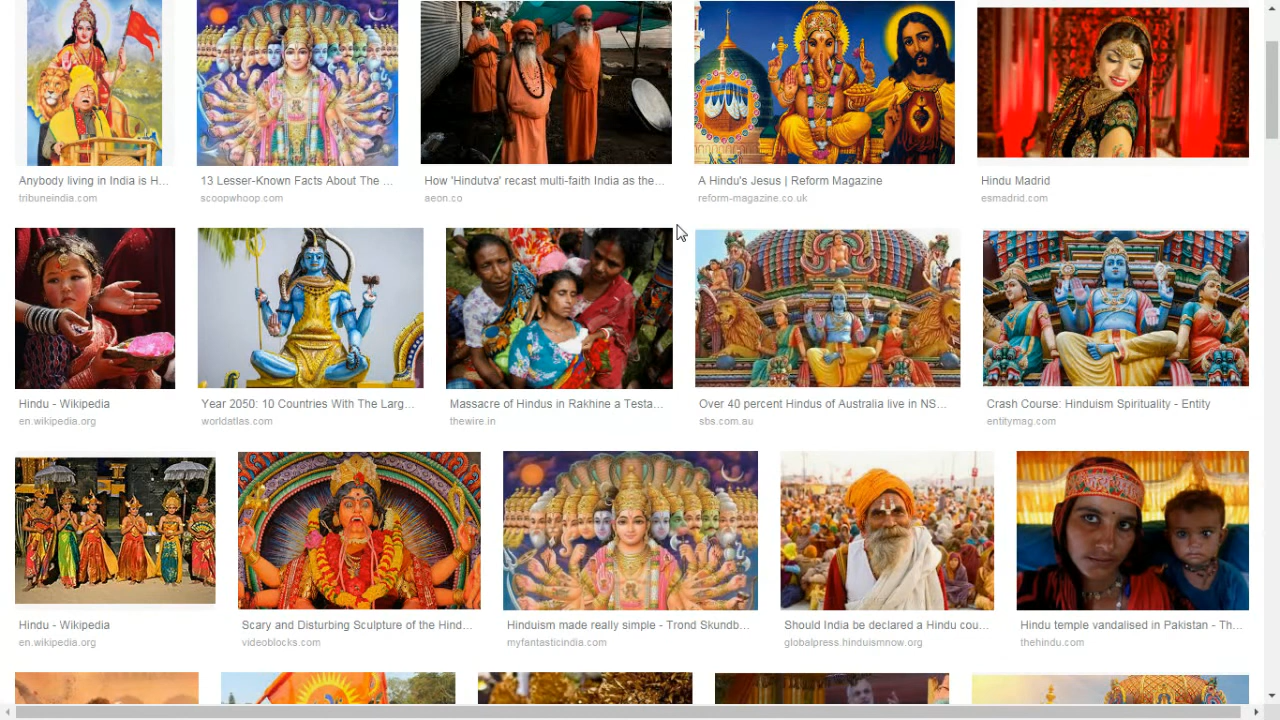 Anybody living in India is H...
tribuneindia.com
13 Lesser-Known Facts About The ...
scoopwhoop.com
How 'Hindutva' recast multi-faith India as the...
aeon.co
A Hindu's Jesus | Reform Magazine
reform-magazine.co.uk
Hindu Madrid
esmadrid.com
Hindu - Wikipedia
en.wikipedia.org
Year 2050: 10 Countries With The Larg...
worldatlas.com
Massacre of Hindus in Rakhine a Testa...
thewire.in
Over 40 percent Hindus of Australia live in NS...
sbs.com.au
Crash Course: Hinduism Spirituality - Entity
entitymag.com
Hindu - Wikipedia
en.wikipedia.org
Scary and Disturbing Sculpture of the Hind...
videoblocks.com
Hinduism made really simple - Trond Skundb...
myfantasticindia.com
Should India be declared a Hindu cou...
globalpress.hinduismnow.org
Hindu temple vandalised in Pakistan - Th...
thehindu.com